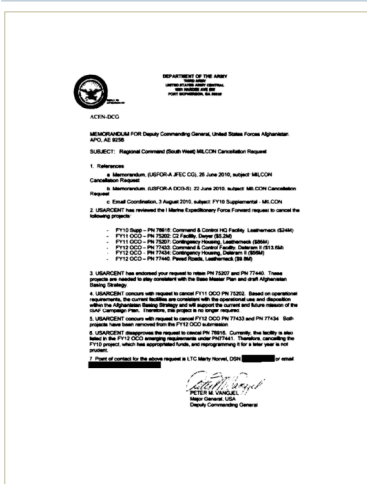 DEPARTMENT OF THE ARMY
THIRD ARMY
UNITED STATES ARMY CENTRAL
FORT MCPHERSON, GA 30330
ACEN-DCG
MEMORANDUM FOR Deputy Commanding General, United States Forces Afghanistan
APO, AE
SUBJECT: Regional Command (South West) MILCON Cancellation Request
1. References
a Memorandum, (USFOR-A JFEC CG), 26 June 2010, subject: MILCON
Cancellation Request
b Memorandum, (USFOR-A DCG-S) 22 June 2010, subject: MILCON Cancellation
Request
c Email Coordination, 3 August 2010, subject FY10 Supplemental - MILCON
2. USARCENT has reviewed the I Marine Expeditionary Force Forward request to cancel the
following projects:
- FY10 Supp – PN 76916: Command & Control HQ Facility, Leatherneck ($24M)
- FY11 OCO – PN 75202: C2 Facility, Dwyer ($5.2M)
- FY11 OCO – PN 75207: Contingency Housing, Leatherneck
- FY12 OCO – PN 77433: Command & Control Facility, Delaram II ($13.6M)
- FY12 OCO – PN 77434: Contingency Housing, Delaram II
- FY12 OCO – PN 77440: Paved Roads, Leatherneck
3. USARCENT has endorsed your request to retain PN 75207 and PN 77440. These
projects are needed to stay consistent with the Base Master Plan and draft Afghanistan
Basing Strategy.
4. USARCENT concurs with request to cancel FY11 OCO PN 75202. Based on operational
requirements, the current facilities are consistent with the operational use and disposition
within the Afghanistan Basing Strategy and will support the current and future mission of the
ISAF Campaign Plan. Therefore, this project is no longer required.
5. USARCENT concurs with request to cancel FY12 OCO PN 77433 and PN 77434. Both
projects have been removed from the FY12 OCO submission
6. USARCENT disapproves the request to cancel PN 76916. Currently, this facility is also
listed in the FY12 OCO emerging requirements under PN77441. Therefore, cancelling the
FY10 project, which has appropriated funds, and reprogramming it for a later year is not
prudent.
7. Point of contact for the above request is LTC Marty Norvel, DSN or email
PETER M. VANGJEL
Major General, USA
Deputy Commanding General